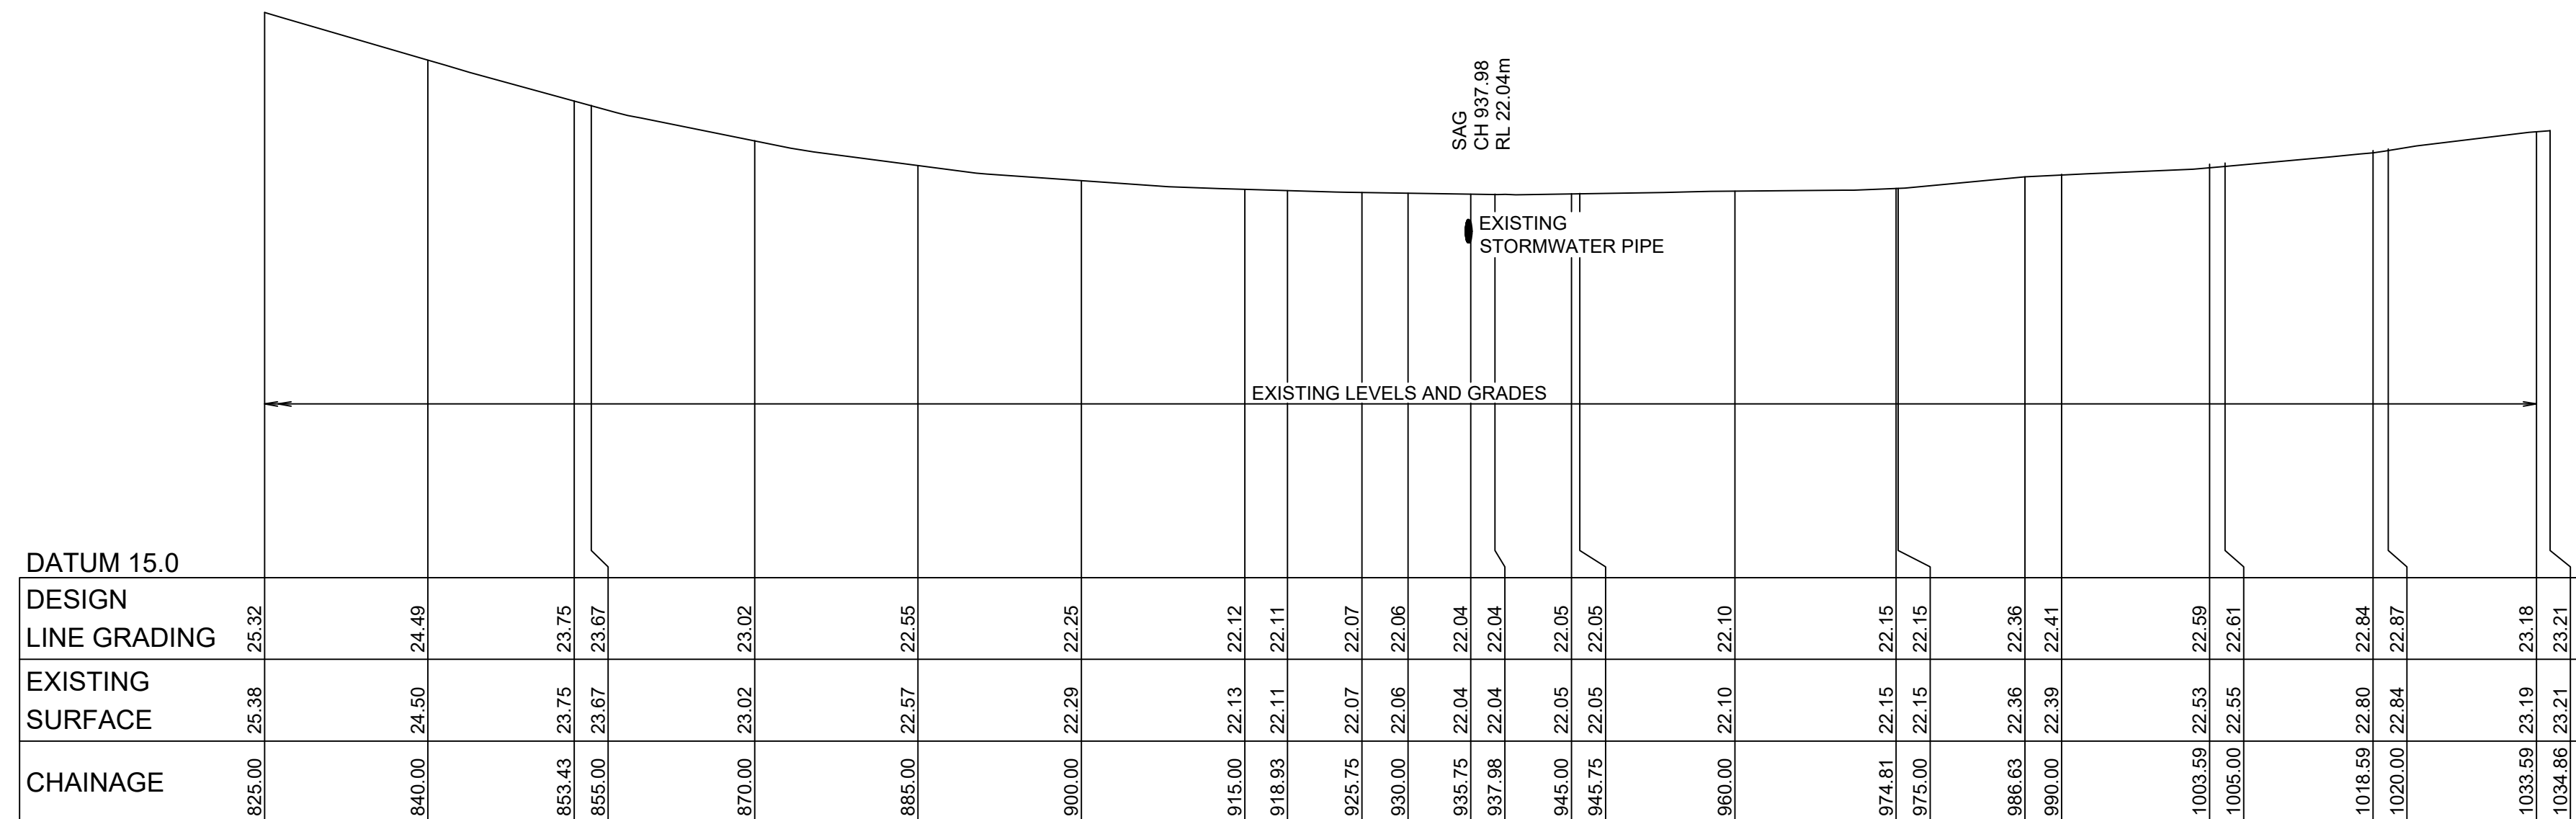 SAG
CH 937.98
RL 22.04m
EXISTING
STORMWATER PIPE
EXISTING LEVELS AND GRADES
DATUM 15.0
DESIGN
LINE GRADING
25.32 24.49 23.75 23.67 23.02 22.55 22.25 22.12 22.11 22.07 22.06 22.04 22.04 22.05 22.05 22.10 22.15 22.15 22.36 22.41 22.59 22.61 22.84 22.87 23.18 23.21
EXISTING
SURFACE
25.38 24.50 23.75 23.67 23.02 22.57 22.29 22.13 22.11 22.07 22.06 22.04 22.04 22.05 22.05 22.10 22.15 22.15 22.36 22.39 22.53 22.55 22.80 22.84 23.19 23.21
CHAINAGE
825.00 840.00 853.43 855.00 870.00 885.00 900.00 915.00 918.93 925.75 930.00 935.75 937.98 945.00 945.75 960.00 974.81 975.00 986.63 990.00 1003.59 1005.00 1018.59 1020.00 1033.59 1034.86